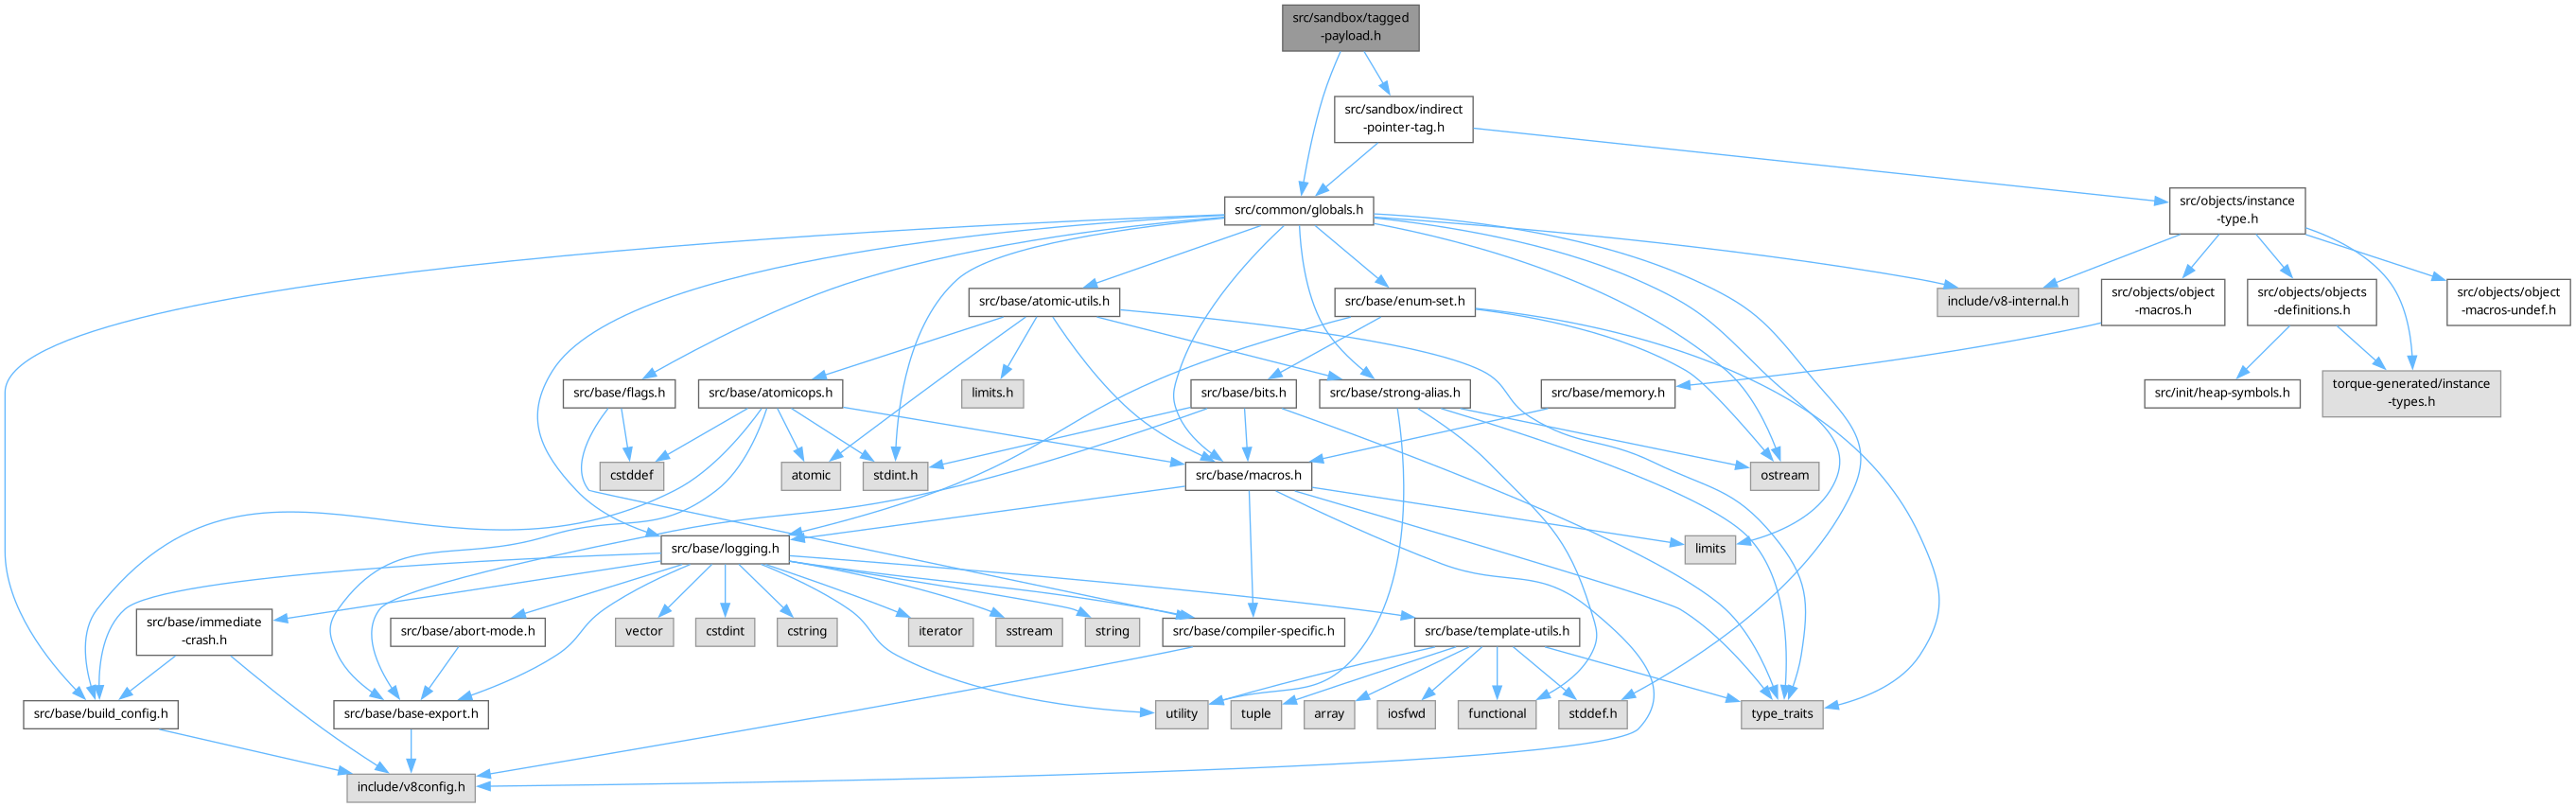 src/sandbox/tagged
-payload.h
src/sandbox/indirect
-pointer-tag.h
src/common/globals.h
src/objects/instance
-type.h
src/base/atomic-utils.h
src/base/enum-set.h
include/v8-internal.h
src/objects/object
-macros.h
src/objects/objects
-definitions.h
src/objects/object
-macros-undef.h
src/base/flags.h
src/base/atomicops.h
limits.h
src/base/bits.h
src/base/strong-alias.h
src/base/memory.h
src/init/heap-symbols.h
torque-generated/instance
-types.h
cstddef
atomic
stdint.h
src/base/macros.h
ostream
src/base/logging.h
limits
src/base/immediate
-crash.h
src/base/abort-mode.h
vector
cstdint
cstring
iterator
sstream
string
src/base/compiler-specific.h
src/base/template-utils.h
src/base/build_config.h
src/base/base-export.h
utility
tuple
array
iosfwd
functional
stddef.h
type_traits
include/v8config.h